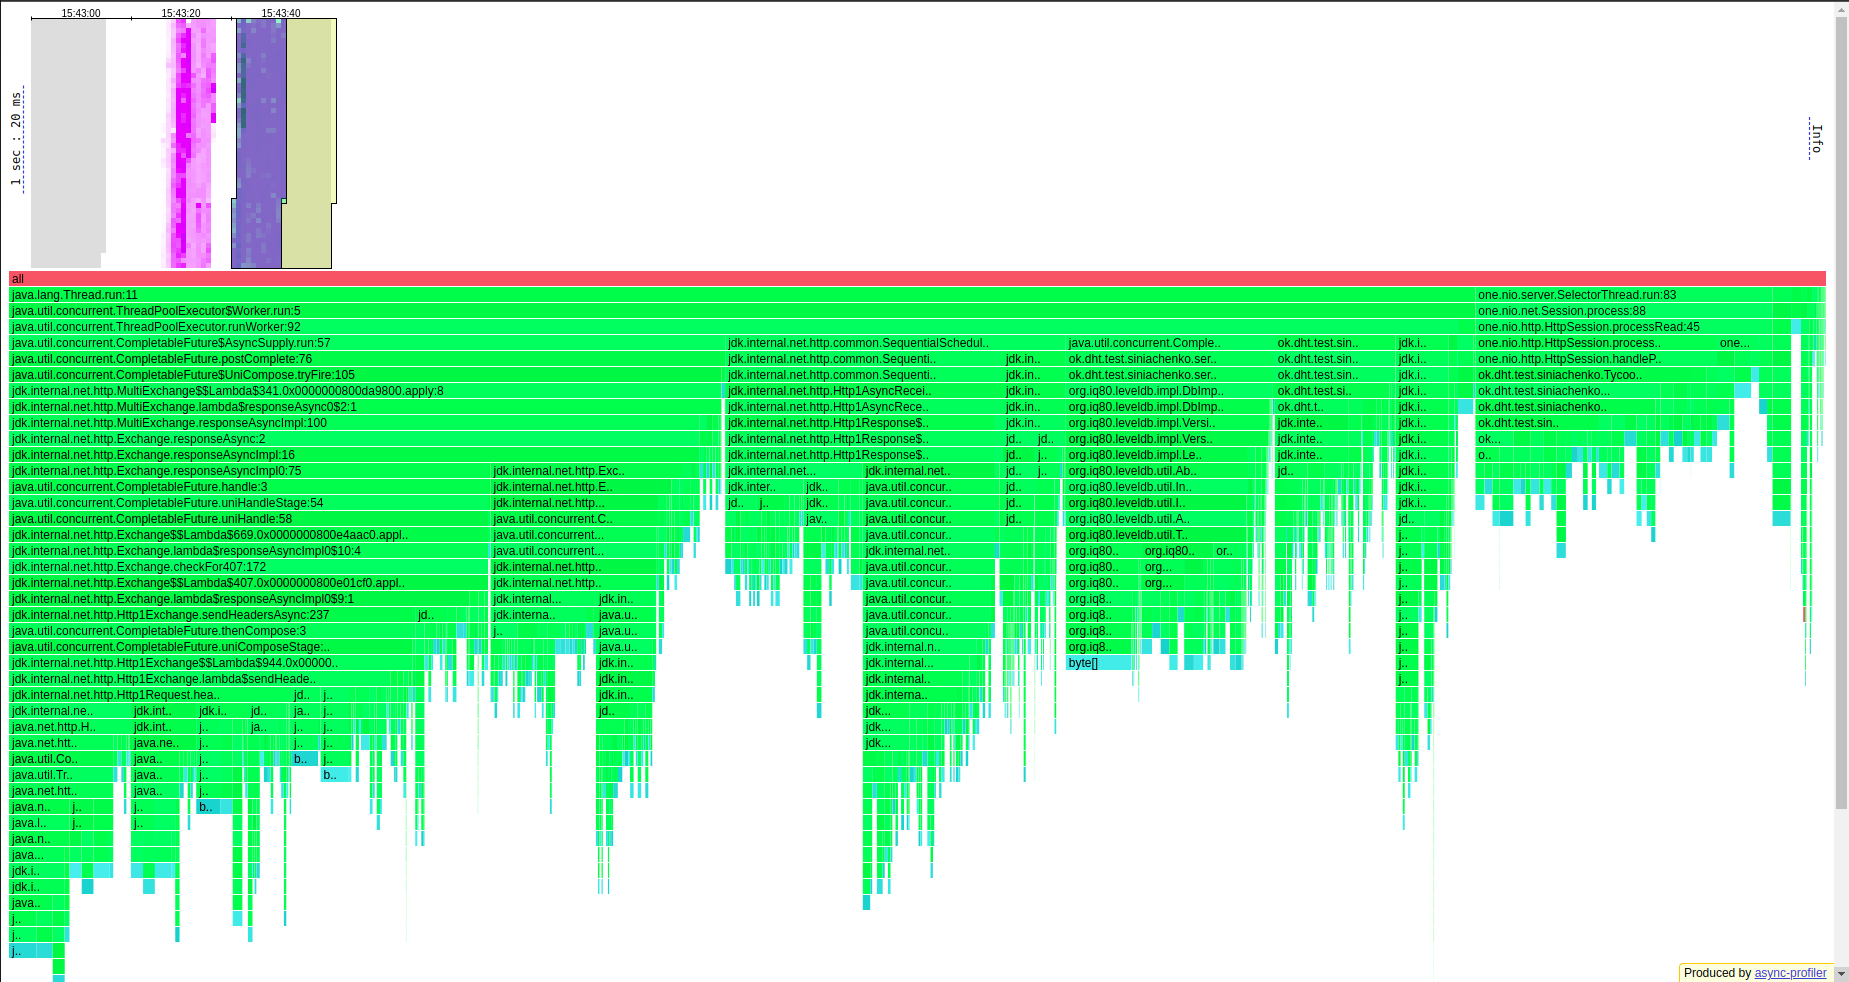 15:43:00 15:43:20 15:43:40
1 sec : 20 ms
Info
all
java.lang.Thread.run:11 one.nio.server.SelectorThread.run:83
java.util.concurrent.ThreadPoolExecutor$Worker.run:5 one.nio.net.Session.process:88
java.util.concurrent.ThreadPoolExecutor.runWorker:92 one.nio.http.HttpSession.processRead:45
java.util.concurrent.CompletableFuture$AsyncSupply.run:57 jdk.internal.net.http.common.SequentialSchedul.. java.util.concurrent.Comple.. ok.dht.test.sin.. jdk.i.. one.nio.http.HttpSession.process.. one...
java.util.concurrent.CompletableFuture.postComplete:76 jdk.internal.net.http.common.Sequenti.. jdk.in.. ok.dht.test.siniachenko.ser.. ok.dht.test.sin.. jdk.i.. one.nio.http.HttpSession.handleP..
java.util.concurrent.CompletableFuture$UniCompose.tryFire:105 jdk.internal.net.http.common.Sequenti.. jdk.in.. ok.dht.test.siniachenko.ser.. ok.dht.test.sin.. jdk.i.. ok.dht.test.siniachenko.Tycoo..
jdk.internal.net.http.MultiExchange$$Lambda$341.0x0000000800da9800.apply:8 jdk.internal.net.http.Http1AsyncRecei.. jdk.in.. org.iq80.leveldb.impl.DbImp.. ok.dht.test.si.. jdk.i.. ok.dht.test.siniachenko...
jdk.internal.net.http.MultiExchange.lambda$responseAsync0$2:1 jdk.internal.net.http.Http1AsyncRece.. jdk.in.. org.iq80.leveldb.impl.DbImp.. ok.dht.t.. jdk.i.. ok.dht.test.siniachenko..
jdk.internal.net.http.MultiExchange.responseAsyncImpl:100 jdk.internal.net.http.Http1Response$.. jdk.in.. org.iq80.leveldb.impl.Versi.. jdk.inte.. jdk.i.. ok.dht.test.sin..
jdk.internal.net.http.Exchange.responseAsync:2 jdk.internal.net.http.Http1Response$.. jd.. jd.. org.iq80.leveldb.impl.Vers.. jdk.inte.. jdk.i.. ok...
jdk.internal.net.http.Exchange.responseAsyncImpl:16 jdk.internal.net.http.Http1Response$.. jd.. j.. org.iq80.leveldb.impl.Le.. jdk.inte.. jdk.i.. o..
jdk.internal.net.http.Exchange.responseAsyncImpl0:75 jdk.internal.net.http.Exc.. jdk.internal.net... jdk.internal.net.. jd.. j.. org.iq80.leveldb.util.Ab.. jd.. jdk.i..
java.util.concurrent.CompletableFuture.handle:3 jdk.internal.net.http.E.. jdk.inter.. jdk.. java.util.concur.. jd.. org.iq80.leveldb.util.In.. jdk.i..
java.util.concurrent.CompletableFuture.uniHandleStage:54 jdk.internal.net.http... jd.. j.. jdk.. java.util.concur.. jd.. org.iq80.leveldb.util.I.. jdk.i..
java.util.concurrent.CompletableFuture.uniHandle:58 java.util.concurrent.C.. jav.. java.util.concur.. jd.. org.iq80.leveldb.util.A.. jd..
jdk.internal.net.http.Exchange$$Lambda$669.0x0000000800e4aac0.appl.. java.util.concurrent... java.util.concur.. org.iq80.leveldb.util.T.. j..
jdk.internal.net.http.Exchange.lambda$responseAsyncImpl0$10:4 java.util.concurrent... jdk.internal.net.. org.iq80.. org.iq80.. or.. j..
jdk.internal.net.http.Exchange.checkFor407:172 jdk.internal.net.http.. java.util.concur.. org.iq80.. org... j..
jdk.internal.net.http.Exchange$$Lambda$407.0x0000000800e01cf0.appl.. jdk.internal.net.http.. java.util.concur.. org.iq80.. org... j..
jdk.internal.net.http.Exchange.lambda$responseAsyncImpl0$9:1 jdk.internal... jdk.in.. java.util.concur.. org.iq8.. j..
jdk.internal.net.http.Http1Exchange.sendHeadersAsync:237 jd.. jdk.interna.. java.u.. java.util.concur.. org.iq8.. j..
java.util.concurrent.CompletableFuture.thenCompose:3 j.. java.u.. java.util.concu.. org.iq8.. j..
java.util.concurrent.CompletableFuture.uniComposeStage:.. java.u.. jdk.internal.n.. org.iq8.. j..
jdk.internal.net.http.Http1Exchange$$Lambda$944.0x00000.. jdk.in.. jdk.internal... byte[] j..
jdk.internal.net.http.Http1Exchange.lambda$sendHeade.. jdk.in.. jdk.internal.. j..
jdk.internal.net.http.Http1Request.hea.. jd.. j.. jdk.in.. jdk.interna..
jdk.internal.ne.. jdk.int.. jdk.i.. jd.. ja.. j.. jd.. jdk...
java.net.http.H.. jdk.int.. j.. ja.. j.. j.. jdk...
java.net.htt.. java.ne.. j.. j.. j.. jdk...
java.util.Co.. java.. j.. b.. j..
java.util.Tr.. java.. j.. b..
java.net.htt.. java.. j..
java.n.. j.. j.. b..
java.l.. j.. j..
java.n..
java...
jdk.i..
jdk.i..
java..
j..
j..
j..
Produced by async-profiler